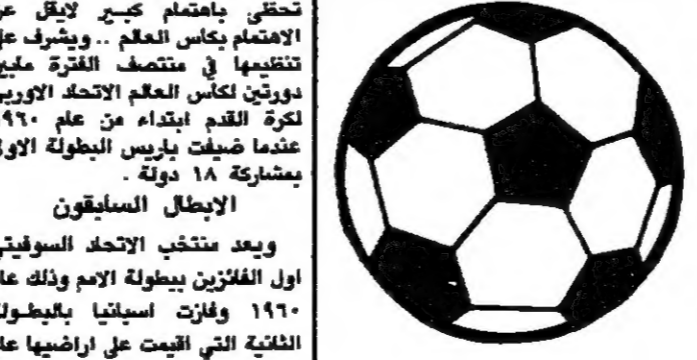 تحظى باهتمام كبير لايقل عن
الاهتمام بكاس العالم .. ويشرف على
تنظيمها في منتصف الفترة مابين
دورتين لكأس العالم الاتحاد الاوربي
لكرة القدم ابتداء من عام ١٩٦٠
عندما ضيفت باريس البطولة الاولى
بمشاركة ١٨ دولة .
الابطال السابقون
ويعد منتخب الاتحاد السوفيتي
اول الفائزين ببطولة الامم وذلك عام
١٩٦٠ وفازت اسبانيا بالبطولة
الثانية التي اقيمت على اراضيها عام